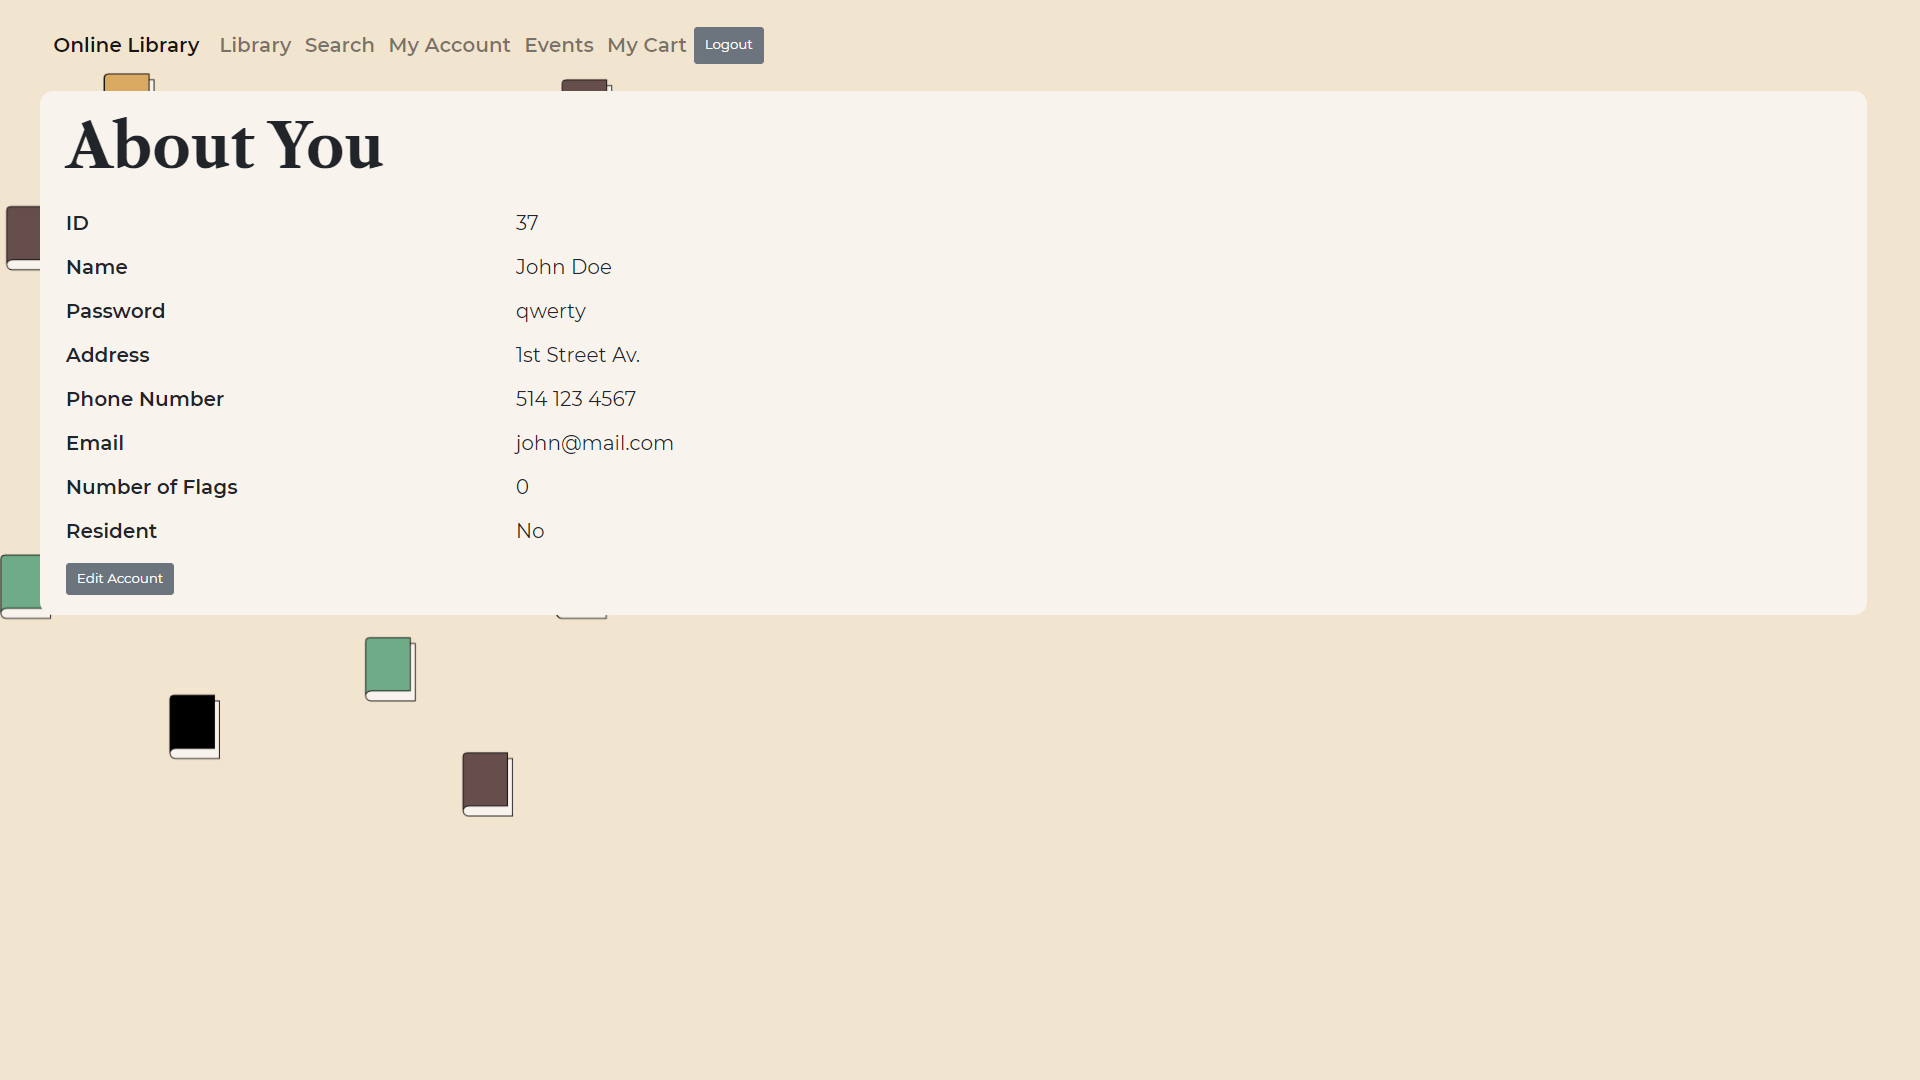 Online Library Library Search My Account Events My Cart Logout
About You
ID 37
Name John Doe
Password qwerty
Address 1st Street Av.
Phone Number 514 123 4567
Email john@mail.com
Number of Flags 0
Resident No
Edit Account